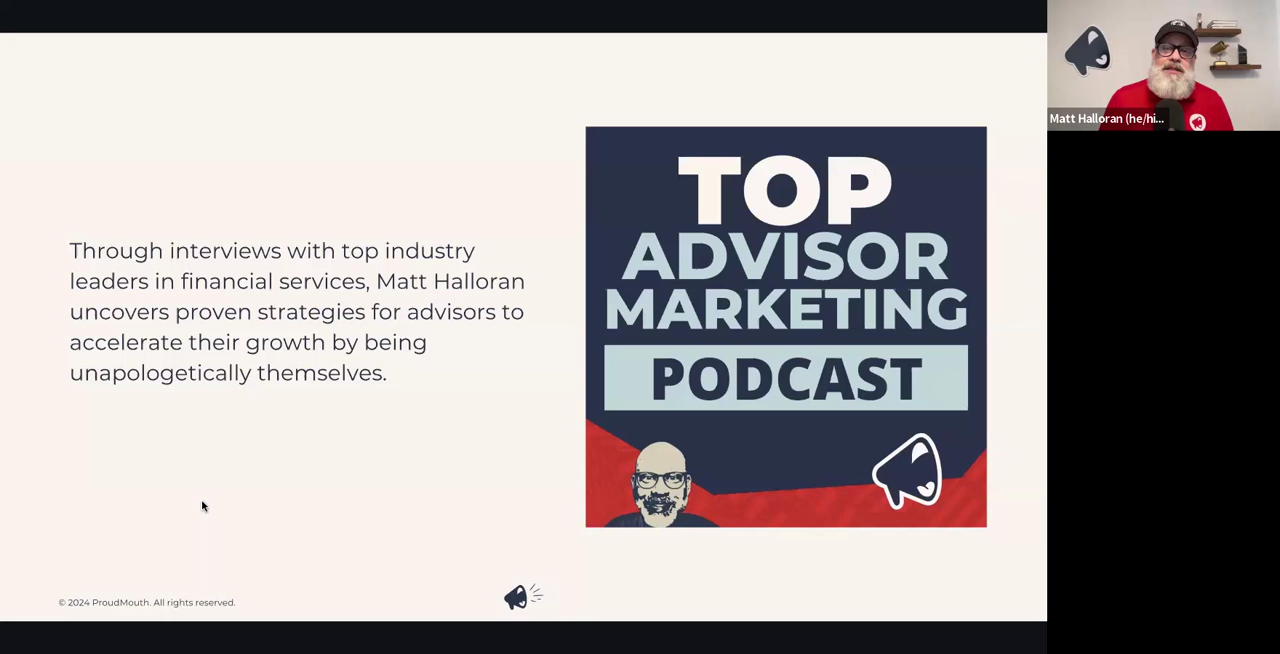 Through interviews with top industry
leaders in financial services, Matt Halloran
uncovers proven strategies for advisors to
accelerate their growth by being
unapologetically themselves.
TOP
ADVISOR
MARKETING
PODCAST
© 2024 ProudMouth. All rights reserved.
Matt Halloran (he/hi...